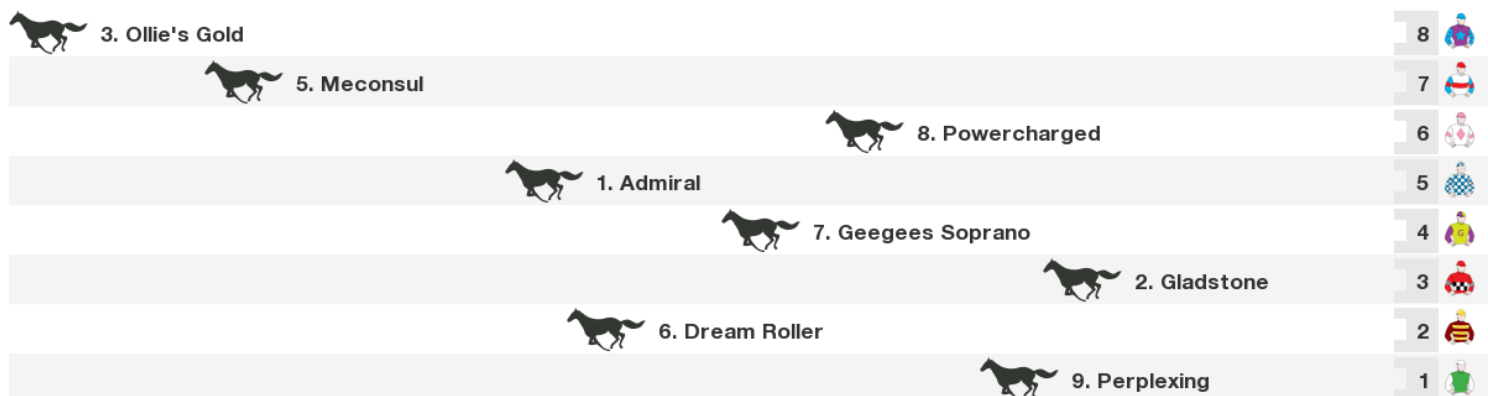 3. Ollie's Gold 8
5. Meconsul 7
8. Powercharged 6
1. Admiral 5
7. Geegees Soprano 4
G
2. Gladstone 3
6. Dream Roller 2
9. Perplexing 1